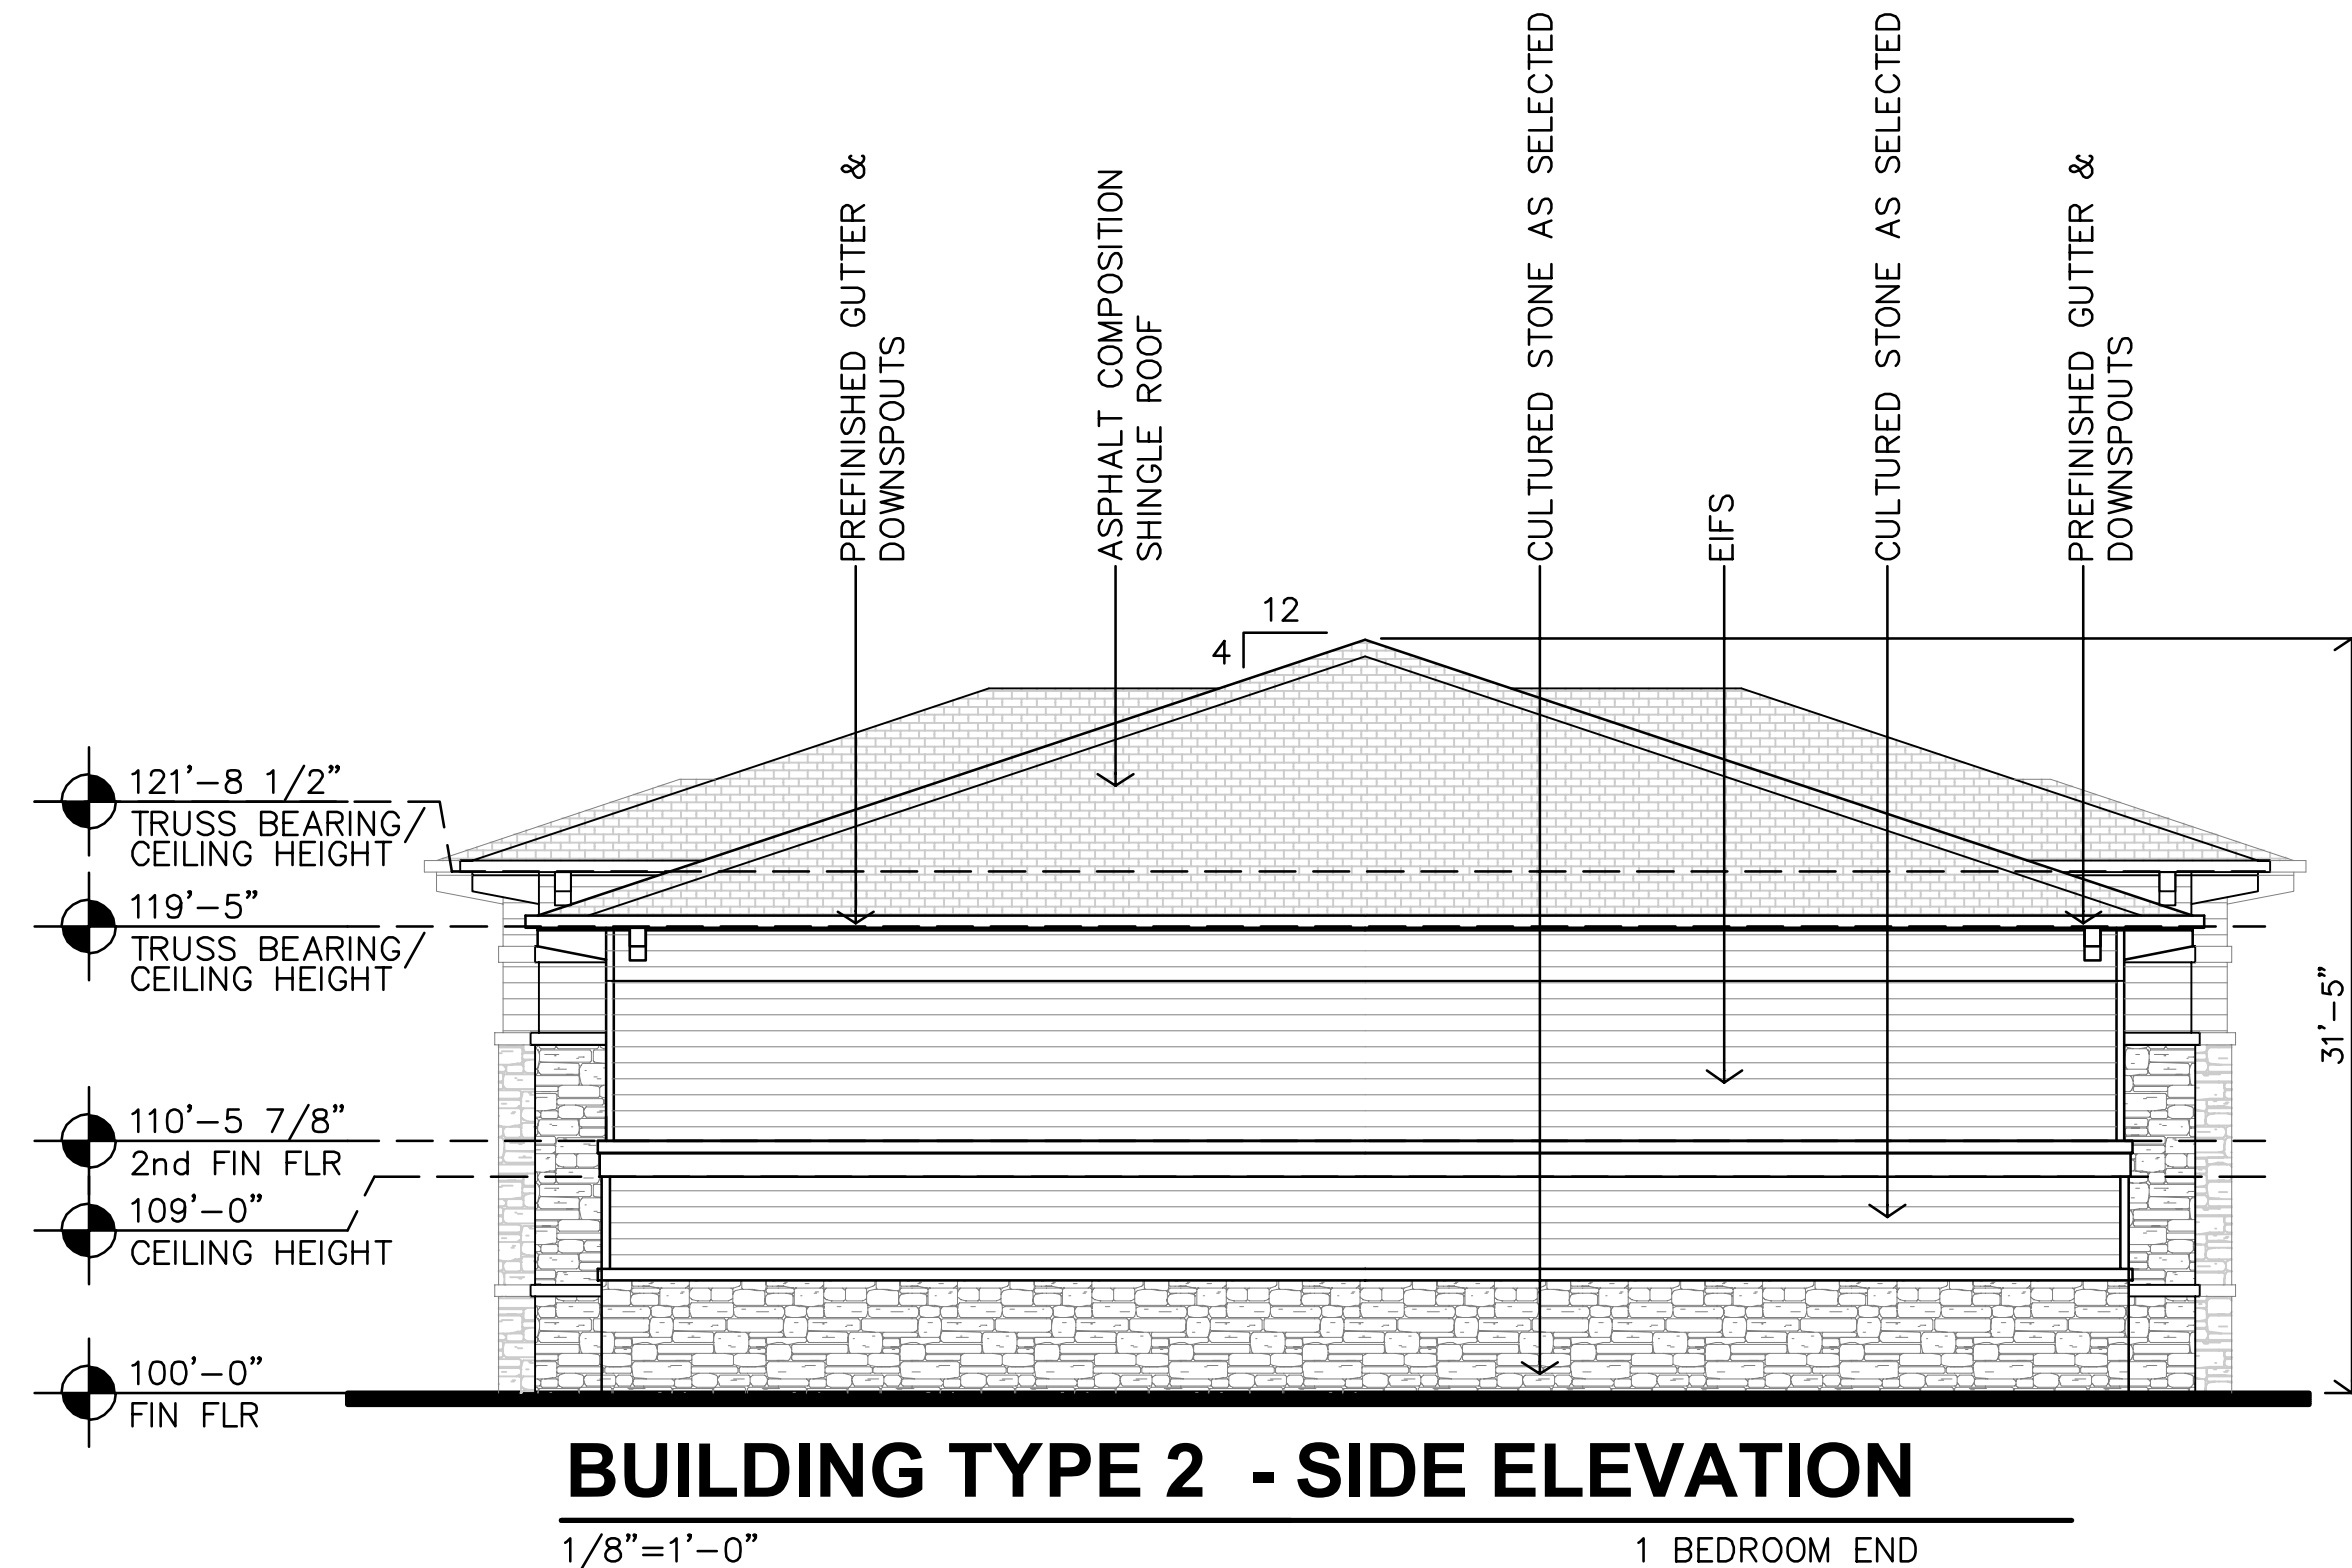 PREFINISHED GUTTER &
DOWNSPOUTS
ASPHALT COMPOSITION
SHINGLE ROOF
CULTURED STONE AS SELECTED
EIFS
CULTURED STONE AS SELECTED
PREFINISHED GUTTER &
DOWNSPOUTS
12
4
121'-8 1/2"
TRUSS BEARING/
CEILING HEIGHT
119'-5"
TRUSS BEARING/
CEILING HEIGHT
31'-5"
110'-5 7/8"
2nd FIN FLR
109'-0"
CEILING HEIGHT
100'-0"
FIN FLR
BUILDING TYPE 2 - SIDE ELEVATION
1/8"=1'-0"
1 BEDROOM END